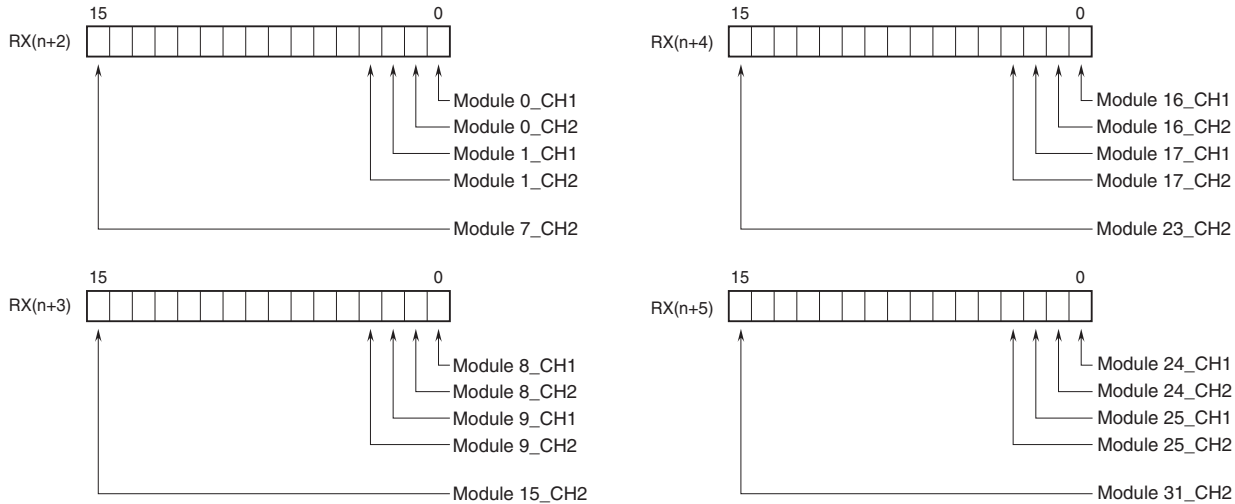 15 0
RX(n+2)
Module 0_CH1
Module 0_CH2
Module 1_CH1
Module 1_CH2
Module 7_CH2
15 0
RX(n+4)
Module 16_CH1
Module 16_CH2
Module 17_CH1
Module 17_CH2
Module 23_CH2
15 0
RX(n+3)
Module 8_CH1
Module 8_CH2
Module 9_CH1
Module 9_CH2
Module 15_CH2
15 0
RX(n+5)
Module 24_CH1
Module 24_CH2
Module 25_CH1
Module 25_CH2
Module 31_CH2